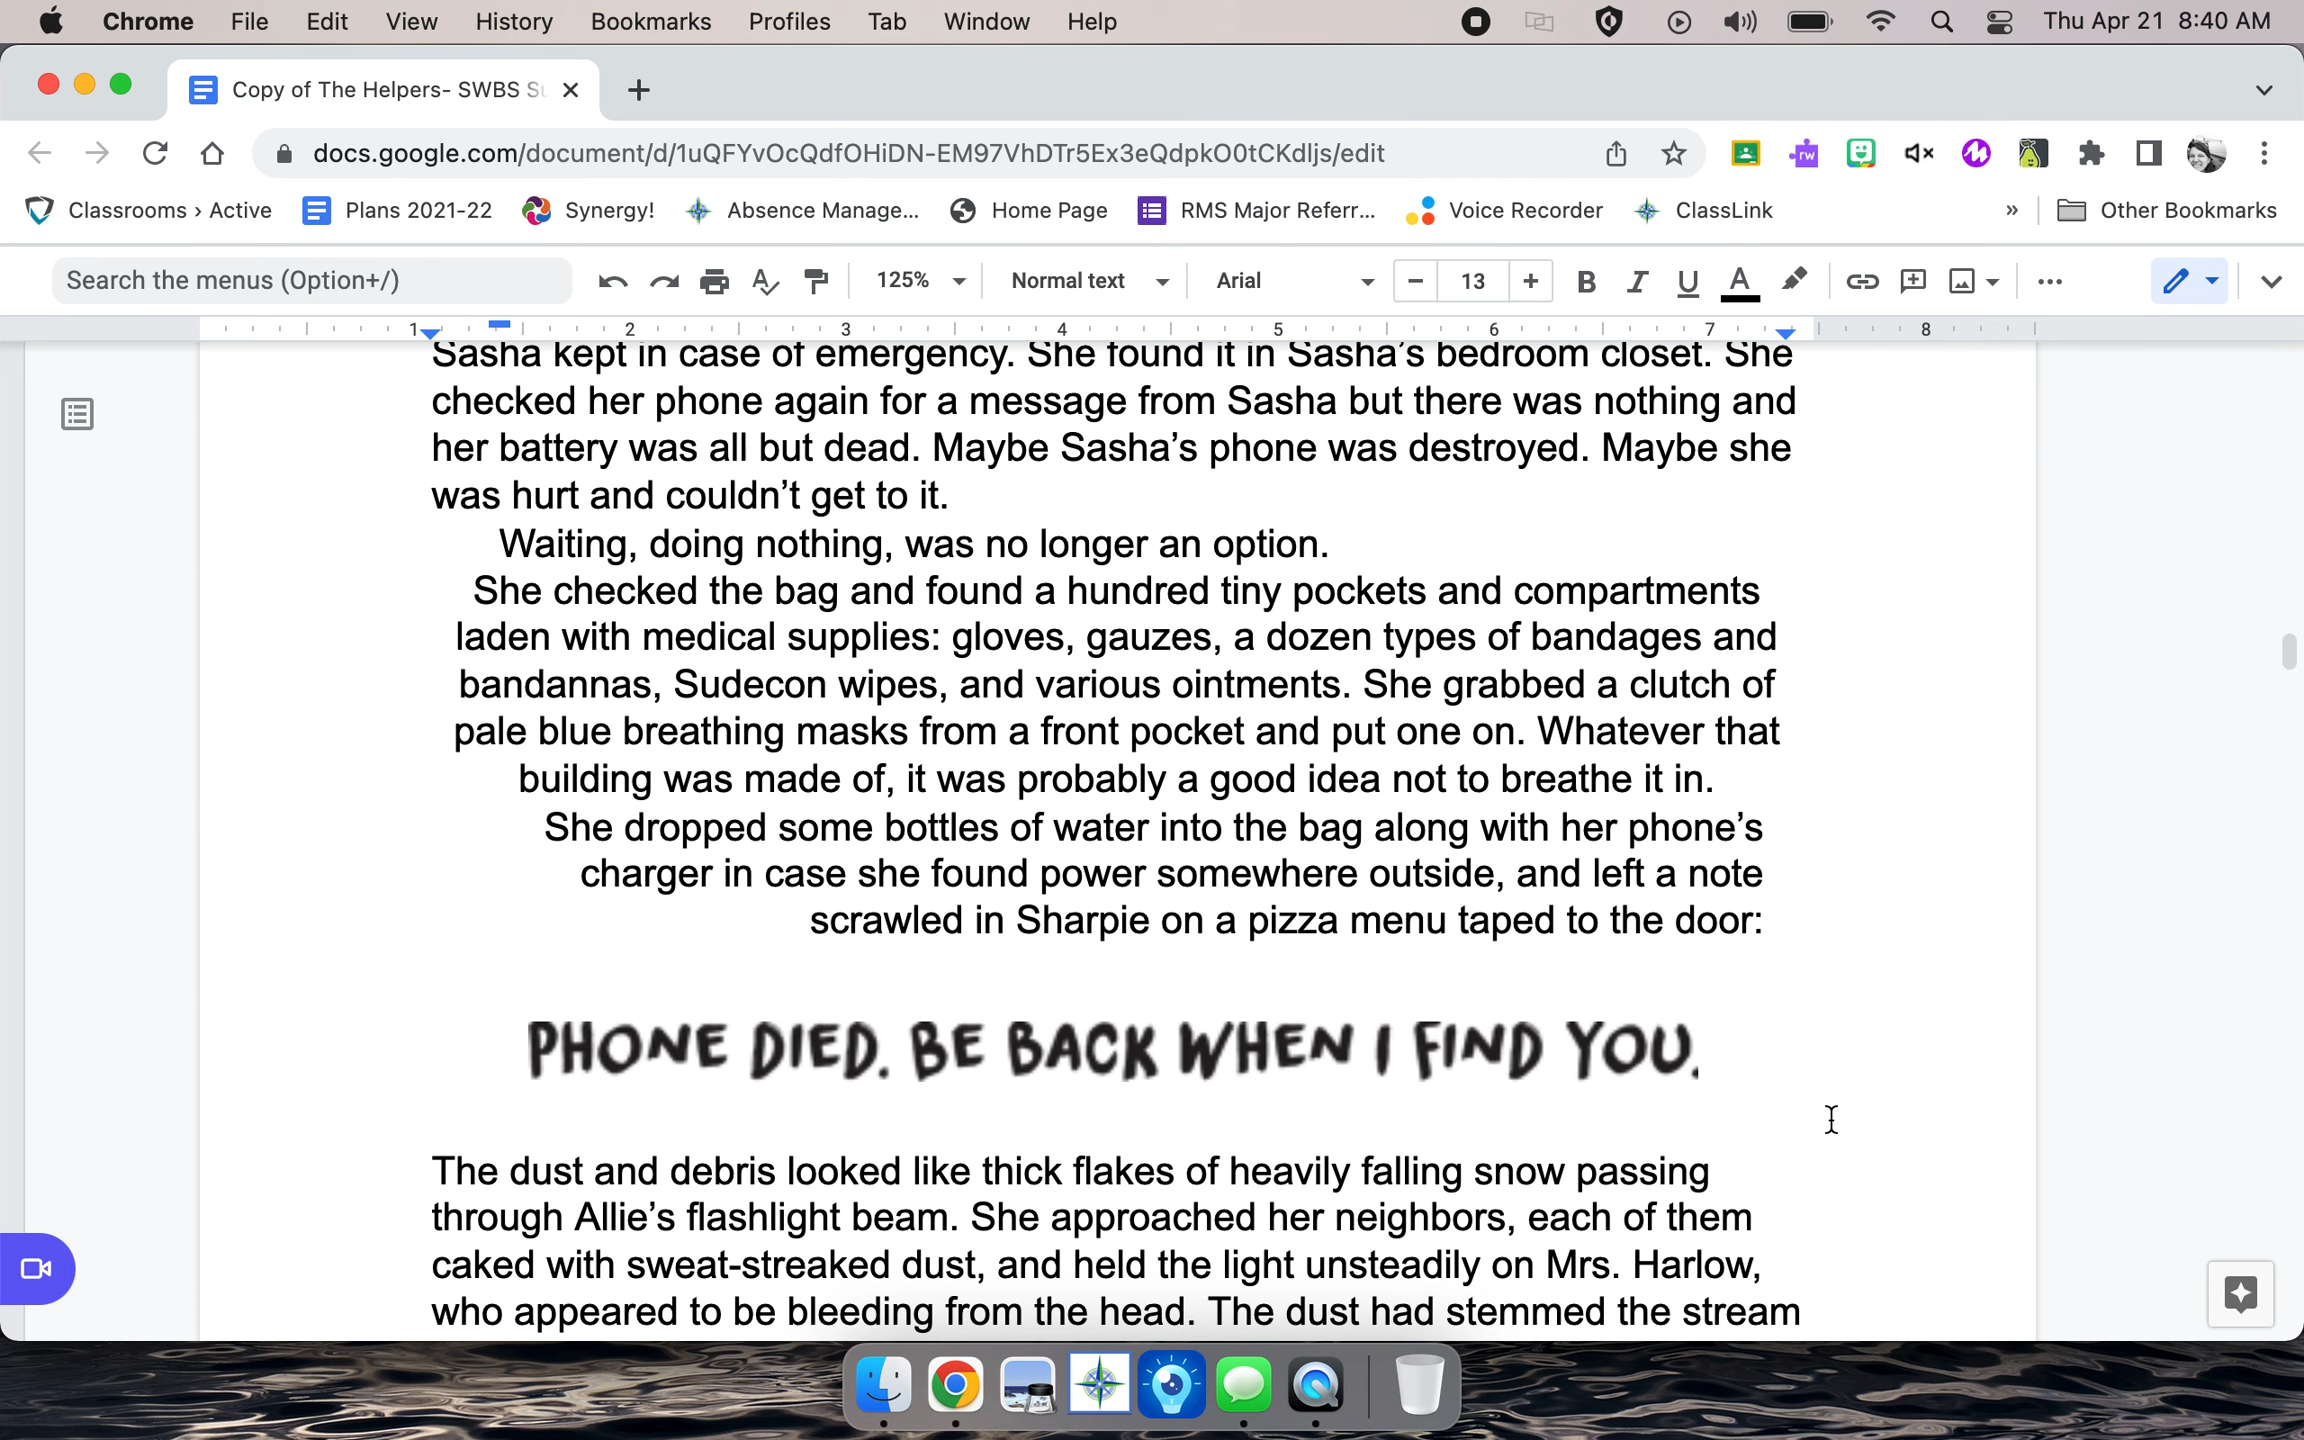 Chrome File Edit View History Bookmarks Profiles Tab Window Help Thu Apr 21 8:40 AM
Copy of The Helpers- SWBS
docs.google.com/document/d/1uQFYvOcQdfOHiDN-EM97VhDTr5Ex3eQdpkO0tCKdljs/edit
Classrooms › Active Plans 2021-22 Synergy! Absence Manage... Home Page RMS Major Referr... Voice Recorder ClassLink » Other Bookmarks
Search the menus (Option+/) 125% Normal text Arial 13 B I U A
1 2 3 4 5 6 7 8
Sasha kept in case of emergency. She found it in Sasha's bedroom closet. She
checked her phone again for a message from Sasha but there was nothing and
her battery was all but dead. Maybe Sasha's phone was destroyed. Maybe she
was hurt and couldn't get to it.
Waiting, doing nothing, was no longer an option.
She checked the bag and found a hundred tiny pockets and compartments
laden with medical supplies: gloves, gauzes, a dozen types of bandages and
bandannas, Sudecon wipes, and various ointments. She grabbed a clutch of
pale blue breathing masks from a front pocket and put one on. Whatever that
building was made of, it was probably a good idea not to breathe it in.
She dropped some bottles of water into the bag along with her phone's
charger in case she found power somewhere outside, and left a note
scrawled in Sharpie on a pizza menu taped to the door:
PHONE DIED. BE BACK WHEN I FIND YOU.
The dust and debris looked like thick flakes of heavily falling snow passing
through Allie's flashlight beam. She approached her neighbors, each of them
caked with sweat-streaked dust, and held the light unsteadily on Mrs. Harlow,
who appeared to be bleeding from the head. The dust had stemmed the stream